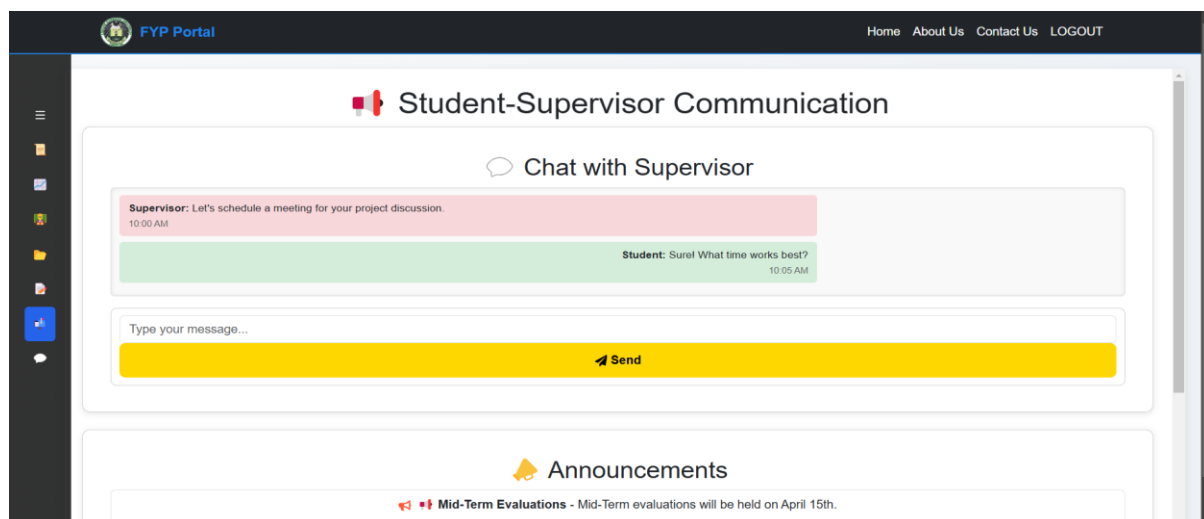 FYP Portal
Home About Us Contact Us LOGOUT
Student-Supervisor Communication
Chat with Supervisor
Supervisor: Let's schedule a meeting for your project discussion.
10:00 AM
Student: Sure! What time works best?
10:05 AM
Type your message...
Send
Announcements
Mid-Term Evaluations - Mid-Term evaluations will be held on April 15th.